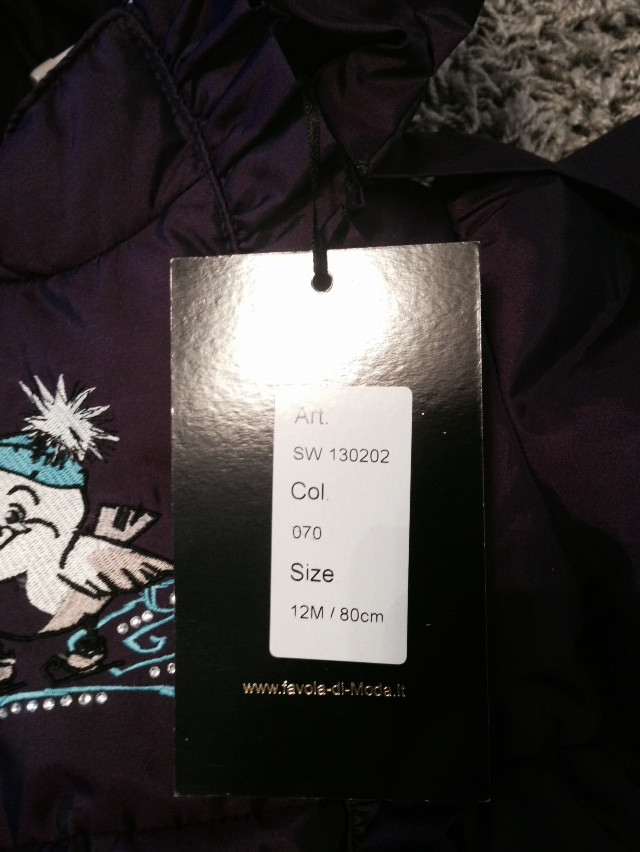 Art.
SW 130202
Col.
070
Size
12M / 80cm
www.favola-di-Moda.it